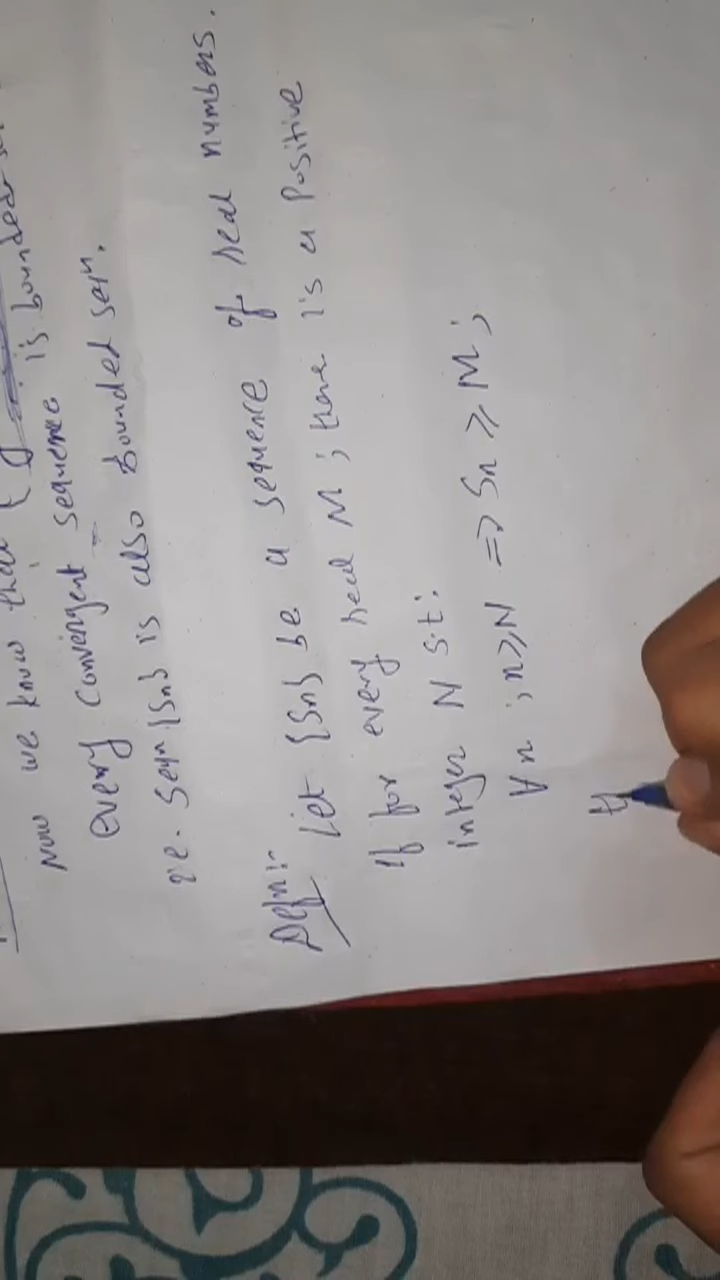 Now we know that
every convergent sequence is bounded
i.e. seqn {Sn} is also bounded seqn.
Defn:- Let {Sn} be a sequence of real numbers.
If for every real M ; there is a positive
integer N s.t.
∀ n ; n ≥ N ⇒ Sn ≥ M ;